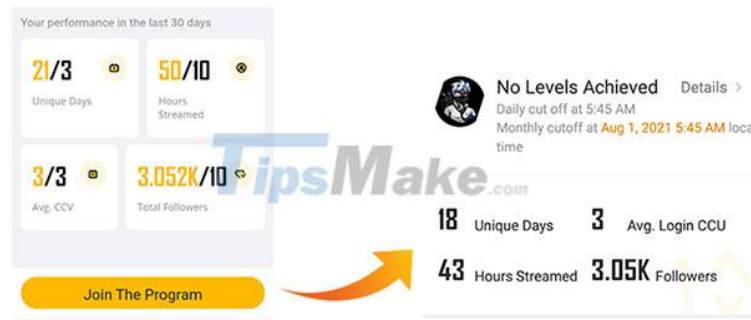 Your performance in the last 30 days
21/3
Unique Days
50/10
Hours
Streamed
3/3
Avg. CCV
3.052K/10
Total Followers
Join The Program
TipsMake.com
No Levels Achieved Details >
Daily cut off at 5:45 AM
Monthly cutoff at Aug 1, 2021 5:45 AM loca
time
18 Unique Days 3 Avg. Login CCU
43 Hours Streamed 3.05K Followers